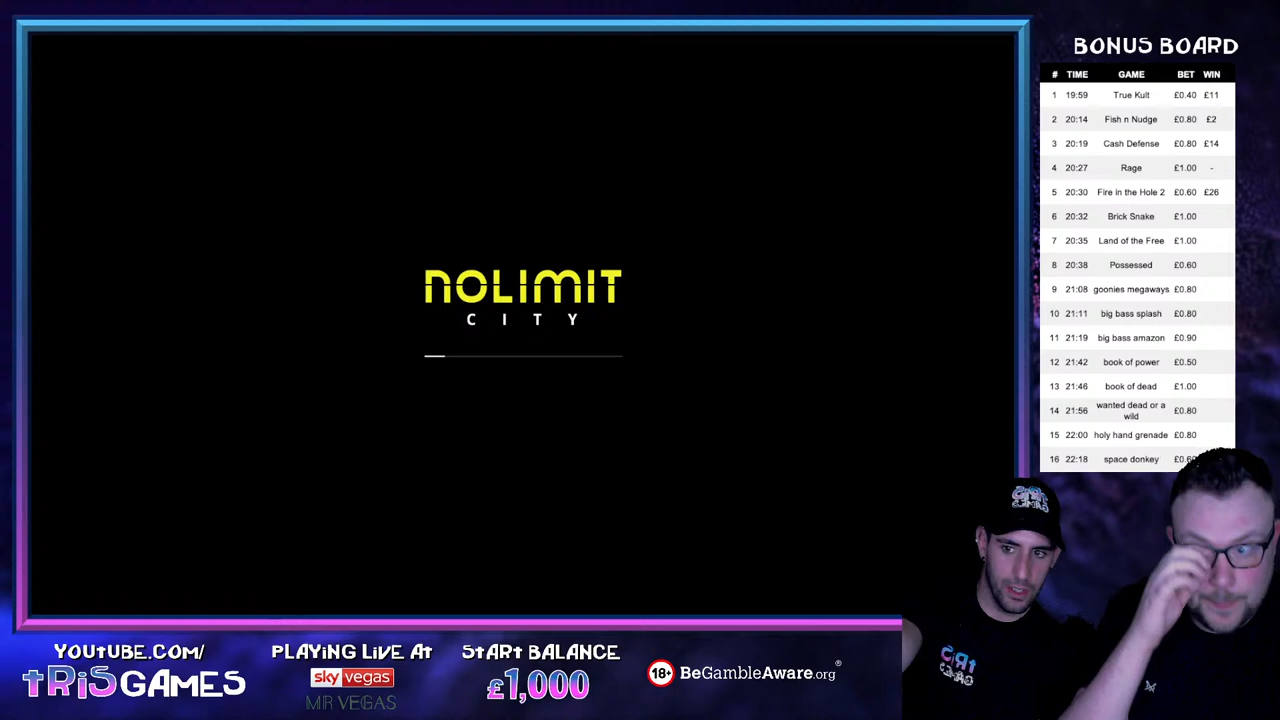 BONUS BOARD
# TIME GAME BET WIN
1 19:59 True Kult £0.40 £11
2 20:14 Fish n Nudge £0.80 £2
3 20:19 Cash Defense £0.80 £14
4 20:27 Rage £1.00 -
5 20:30 Fire in the Hole 2 £0.60 £26
6 20:32 Brick Snake £1.00
7 20:35 Land of the Free £1.00
8 20:38 Possessed £0.60
9 21:08 goonies megaways £0.80
10 21:11 big bass splash £0.80
11 21:19 big bass amazon £0.90
12 21:42 book of power £0.50
13 21:46 book of dead £1.00
14 21:56 wanted dead or a £0.80
wild
15 22:00 holy hand grenade £0.80
16 22:18 space donkey £0.60
NOLIMIT
CITY
YOUTUBE.COM/
tRiSGAMES
PLAYING LIVE AT
sky vegas
MR VEGAS
START BALANCE
£1,000
18+ BeGambleAware.org®